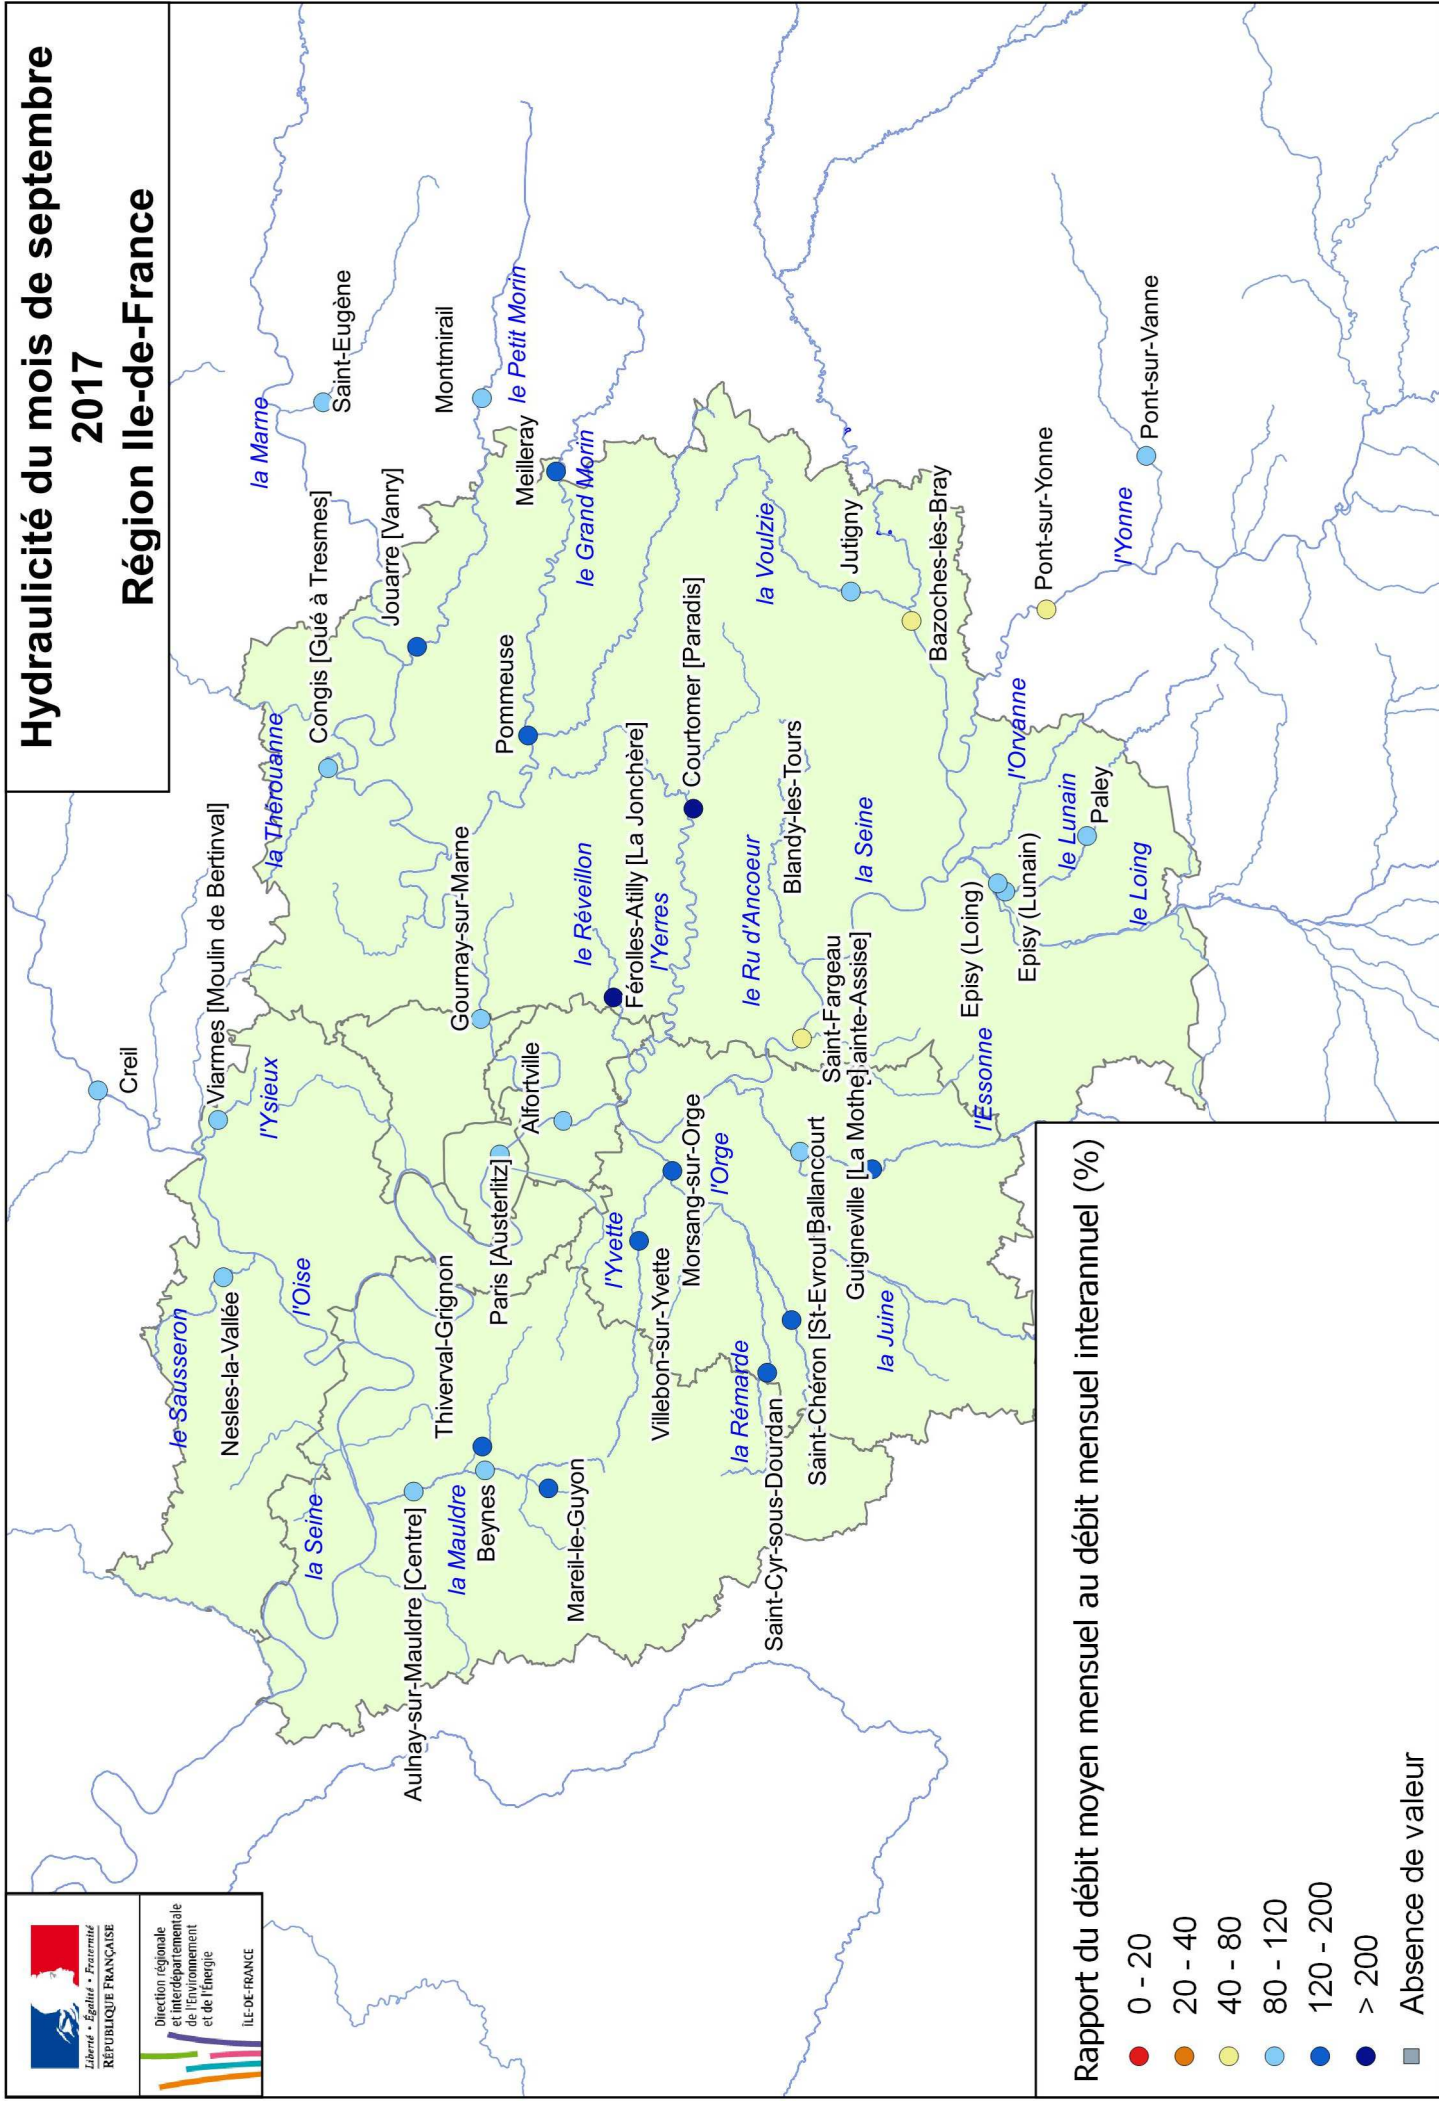 Hydraulicité du mois de septembre
2017
Région Ile-de-France
Liberté • Égalité • Fraternité
RÉPUBLIQUE FRANÇAISE
Direction régionale
et interdépartementale
de l'Environnement
et de l'Énergie
ÎLE-DE-FRANCE
Creil
Viarmes [Moulin de Bertinval]
l'Ysieux
le Sausseron
Nesles-la-Vallée
l'Oise
la Seine
la Thérouanne
Congis [Gué à Tresmes]
la Marne
Saint-Eugène
Jouarre [Vanry]
Montmirail
le Petit Morin
Meilleray
le Grand Morin
Pommeuse
Gournay-sur-Marne
Alfortville
Paris [Austerlitz]
Thiverval-Grignon
Aulnay-sur-Mauldre [Centre]
la Mauldre
Beynes
Mareil-le-Guyon
le Réveillon
Férolles-Atilly [La Jonchère]
l'Yerres
Courtomer [Paradis]
l'Yvette
Villebon-sur-Yvette
Morsang-sur-Orge
l'Orge
la Rémarde
Saint-Cyr-sous-Dourdan
Saint-Chéron [St-Evroul
Ballancourt
Guigneville [La Mothe]
la Juine
le Ru d'Ancoeur
Blandy-les-Tours
Saint-Fargeau
ainte-Assise]
la Seine
la Voulzie
Jutigny
Bazoches-lès-Bray
Pont-sur-Yonne
l'Yonne
Pont-sur-Vanne
l'Orvanne
le Lunain
Paley
Episy (Loing)
Episy (Lunain)
le Loing
l'Essonne
Rapport du débit moyen mensuel au débit mensuel interannuel (%)
0 - 20
20 - 40
40 - 80
80 - 120
120 - 200
> 200
Absence de valeur